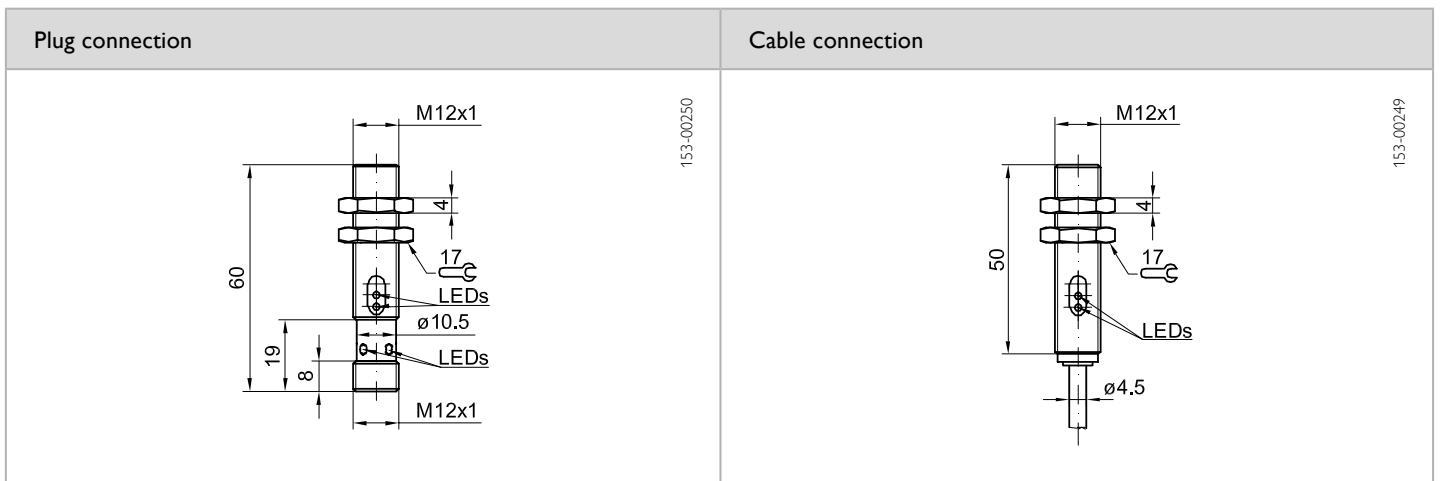 Plug connection
Cable connection
M12x1
153-00250
4
60
17
LEDs
ø10.5
19
LEDs
8
M12x1
M12x1
153-00249
4
50
17
LEDs
ø4.5